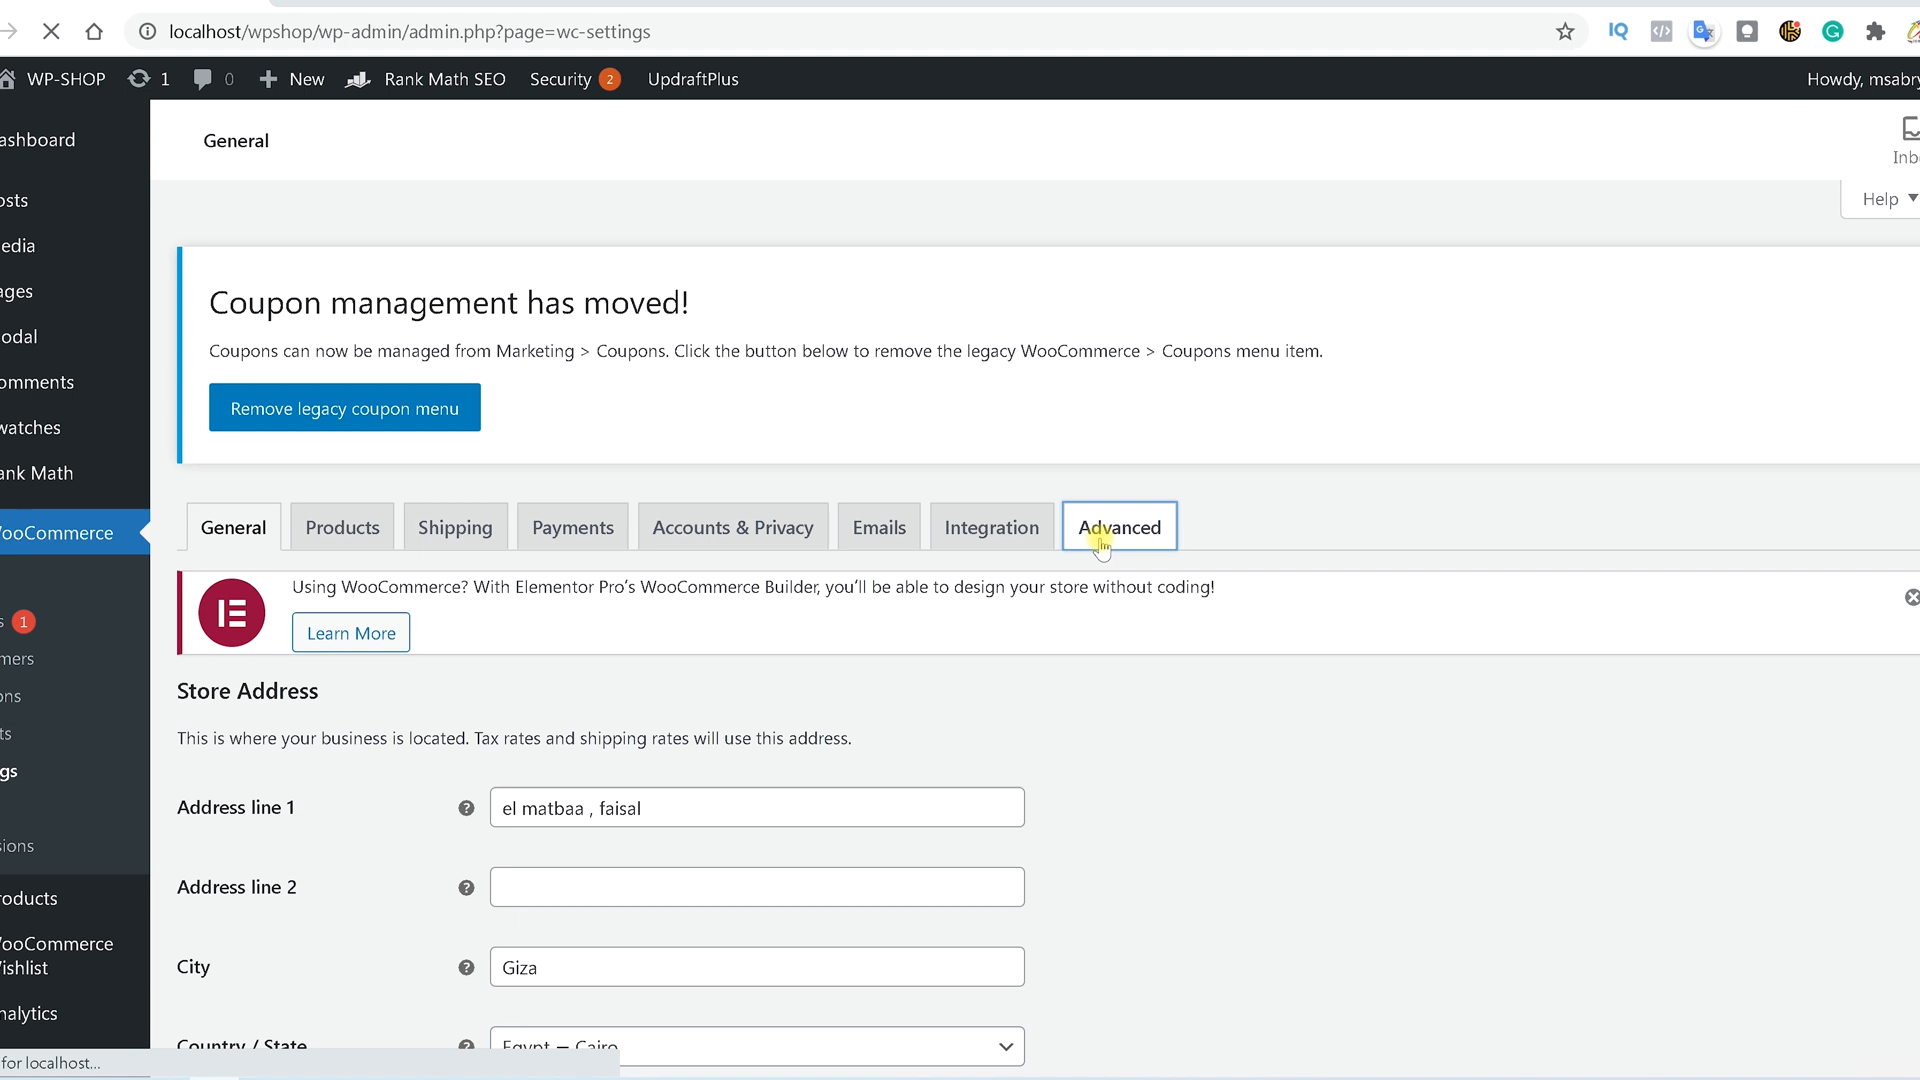 localhost/wpshop/wp-admin/admin.php?page=wc-settings
WP-SHOP 1 0 New Rank Math SEO Security 2 UpdraftPlus Howdy, msabry
ashboard
osts
edia
ages
odal
omments
watches
ank Math
ooCommerce
s 1
mers
ons
ts
gs
sions
roducts
ooCommerce
ishlist
nalytics
General
Inb
Help
Coupon management has moved!
Coupons can now be managed from Marketing > Coupons. Click the button below to remove the legacy WooCommerce > Coupons menu item.
Remove legacy coupon menu
General Products Shipping Payments Accounts & Privacy Emails Integration Advanced
Using WooCommerce? With Elementor Pro's WooCommerce Builder, you'll be able to design your store without coding!
Learn More
Store Address
This is where your business is located. Tax rates and shipping rates will use this address.
Address line 1 el matbaa , faisal
Address line 2
City Giza
Country / State Egypt — Cairo
for localhost...